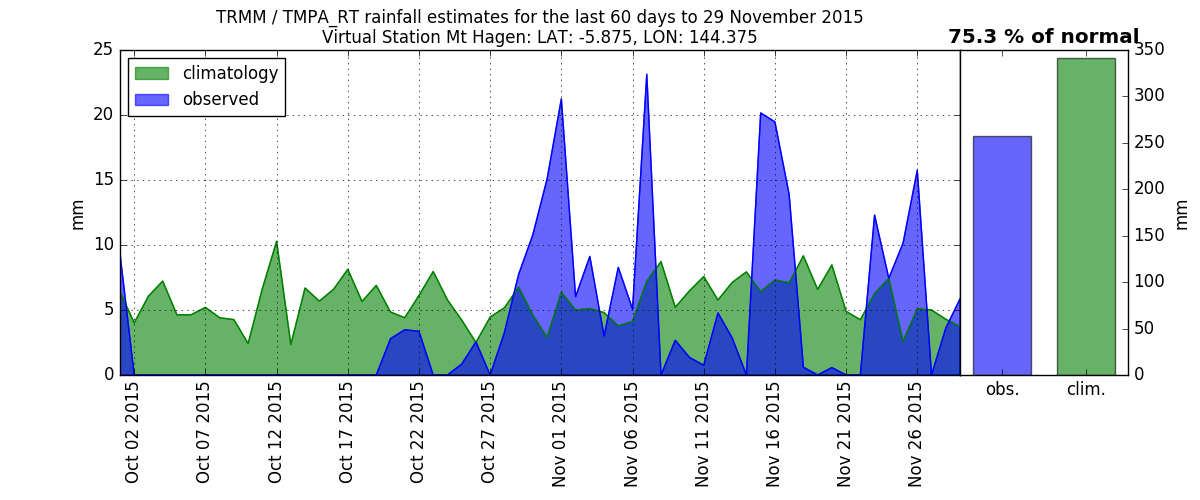 TRMM / TMPA_RT rainfall estimates for the last 60 days to 29 November 2015
Virtual Station Mt Hagen: LAT: -5.875, LON: 144.375
75.3 % of normal
climatology
observed
25
20
15
10
5
0
mm
Oct 02 2015
Oct 07 2015
Oct 12 2015
Oct 17 2015
Oct 22 2015
Oct 27 2015
Nov 01 2015
Nov 06 2015
Nov 11 2015
Nov 16 2015
Nov 21 2015
Nov 26 2015
350
300
250
200
150
100
50
0
mm
obs.
clim.